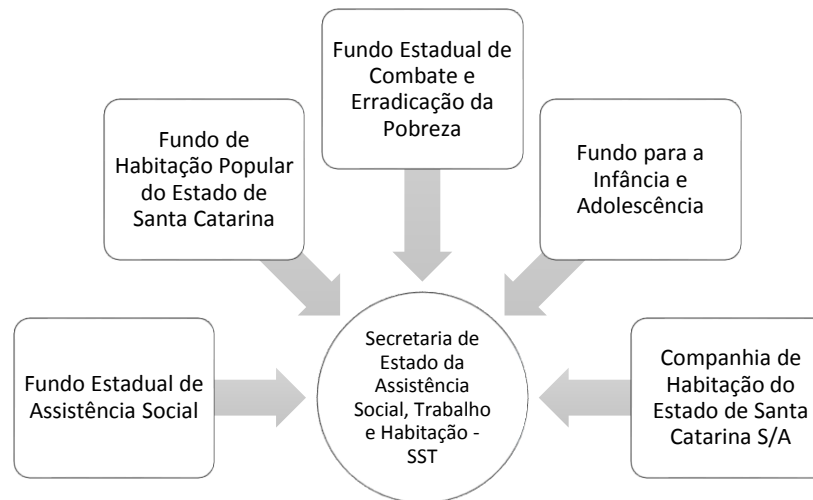 Fundo Estadual de
Combate e
Erradicação da
Pobreza
Fundo de
Habitação Popular
do Estado de
Santa Catarina
Fundo para a
Infância e
Adolescência
Fundo Estadual de
Assistência Social
Secretaria de
Estado da
Assistência
Social, Trabalho
e Habitação -
SST
Companhia de
Habitação do
Estado de Santa
Catarina S/A